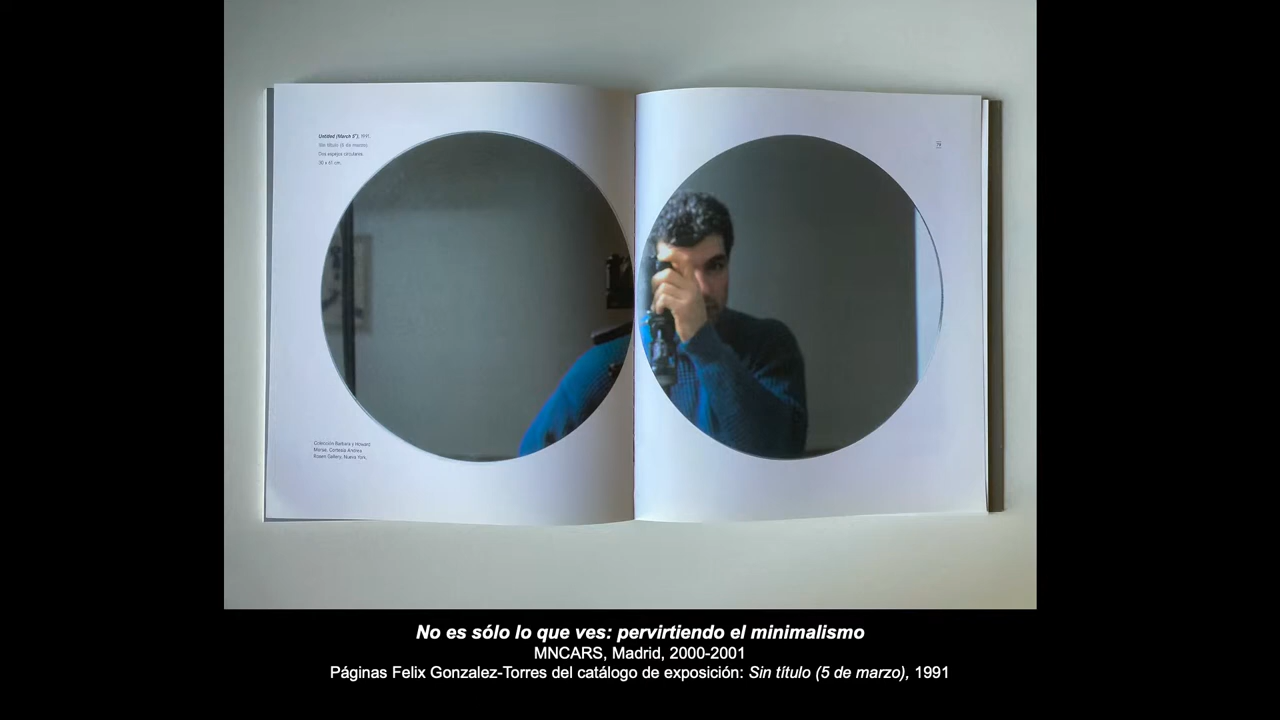 Untitled (March 5th), 1991.
Sin título (5 de marzo).
Dos espejos circulares.
Colección Barbara y Howard
Morse. Cortesía Andrea
Rosen Gallery, Nueva York.
No es sólo lo que ves: pervirtiendo el minimalismo
MNCARS, Madrid, 2000-2001
Páginas Felix Gonzalez-Torres del catálogo de exposición: Sin título (5 de marzo), 1991